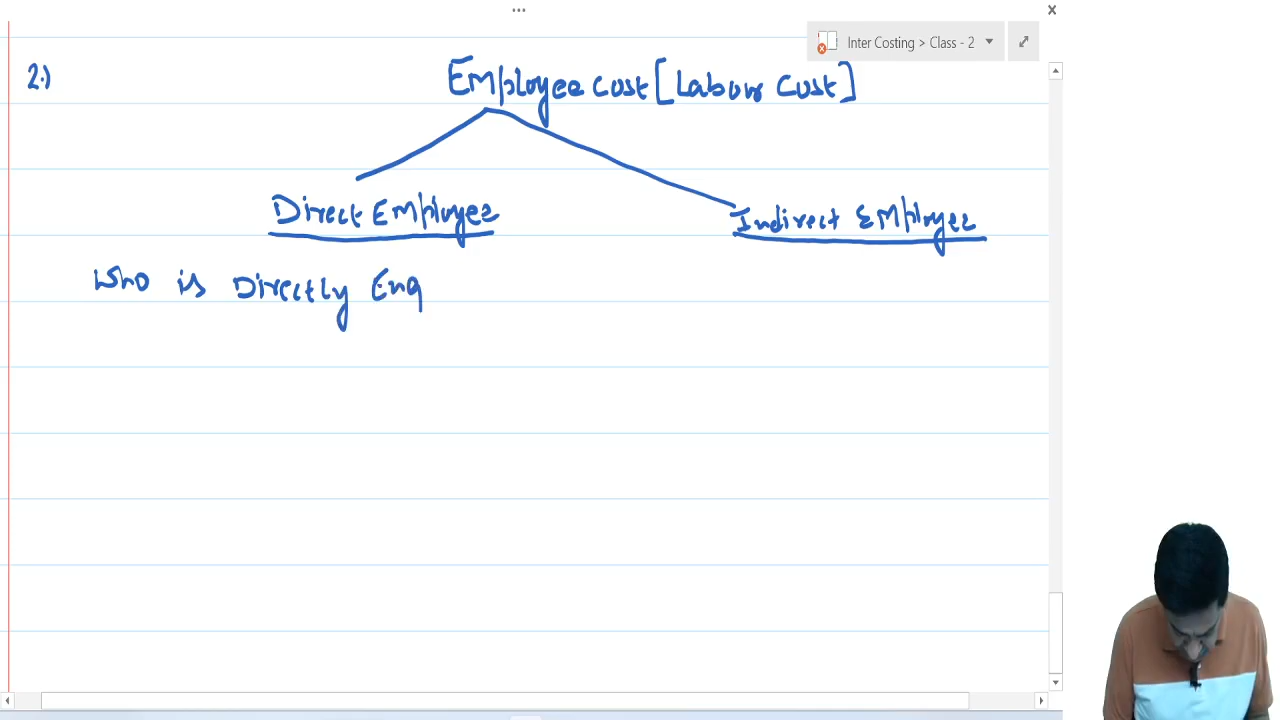 ...
Inter Costing > Class - 2
2.)
Employee Cost [Labour Cost]
Direct Employee
Indirect Employee
Who is Directly Eng